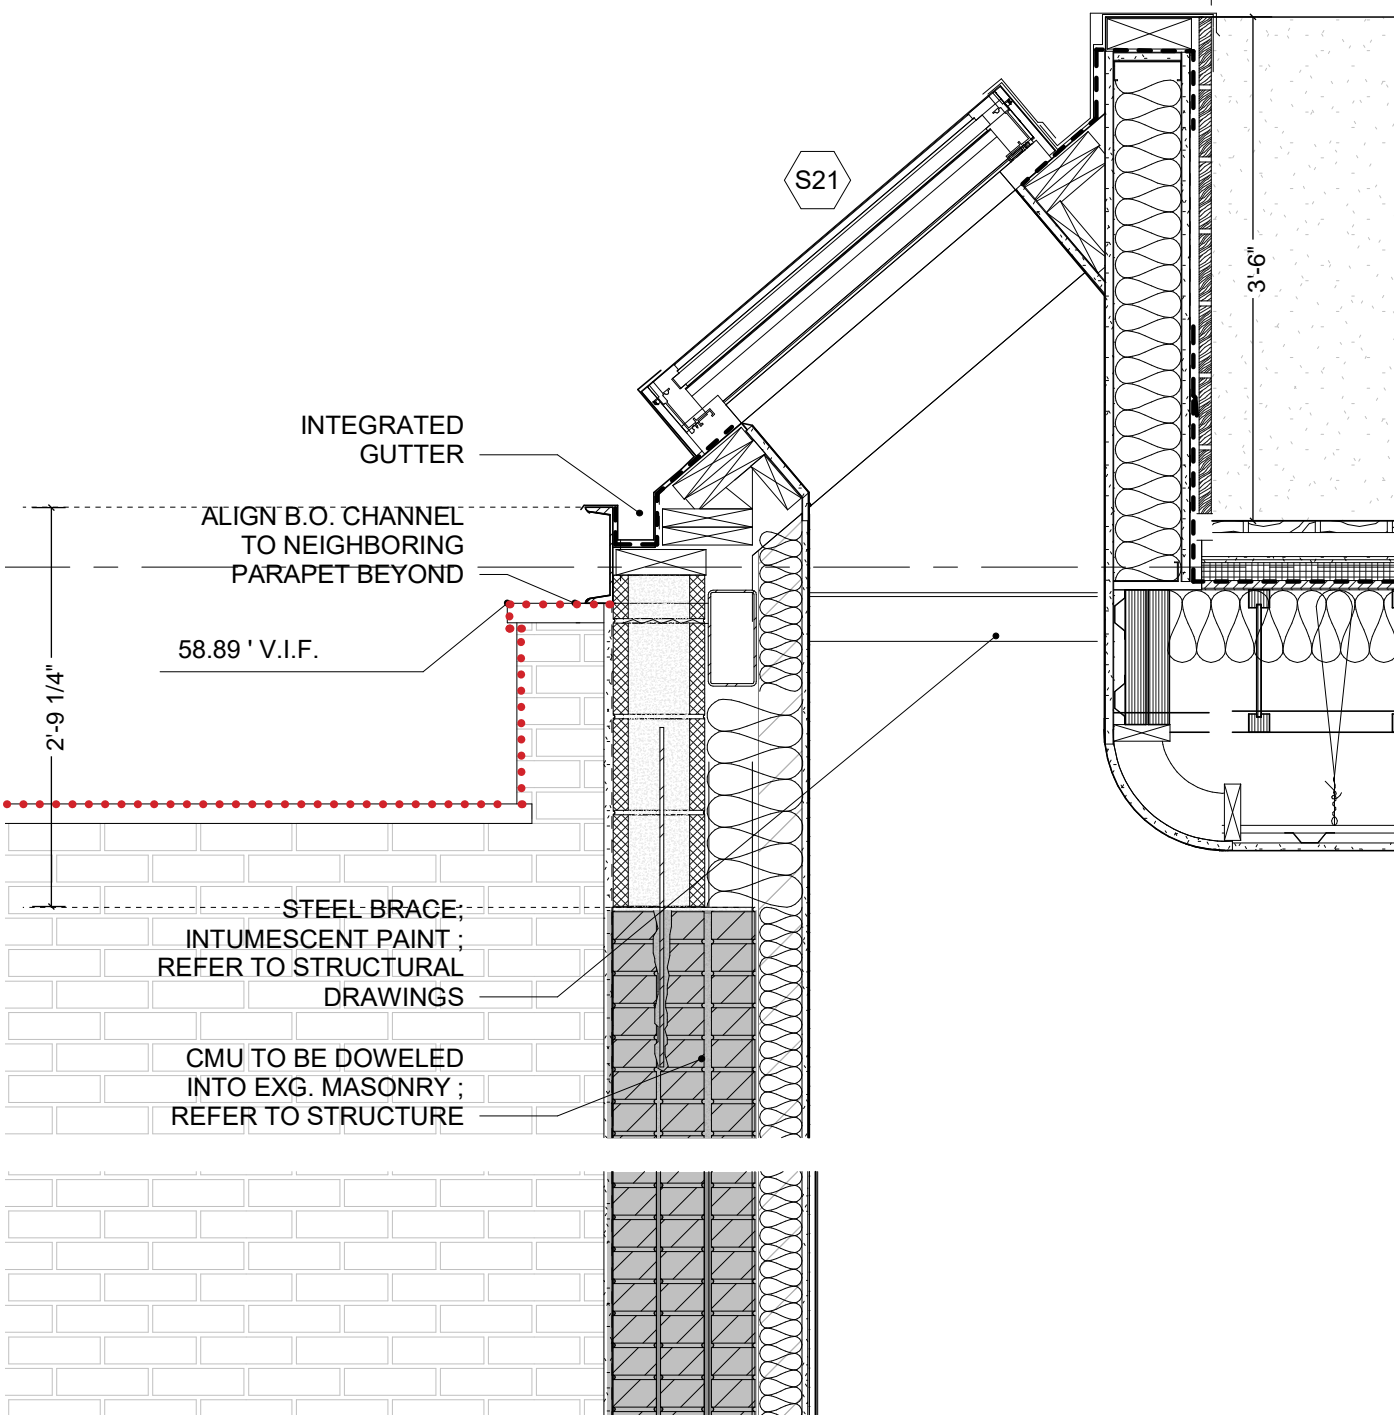 S21
3'-6"
INTEGRATED
GUTTER
ALIGN B.O. CHANNEL
TO NEIGHBORING
PARAPET BEYOND
58.89 ' V.I.F.
2'-9 1/4"
STEEL BRACE;
INTUMESCENT PAINT ;
REFER TO STRUCTURAL
DRAWINGS
CMU TO BE DOWELED
INTO EXG. MASONRY ;
REFER TO STRUCTURE